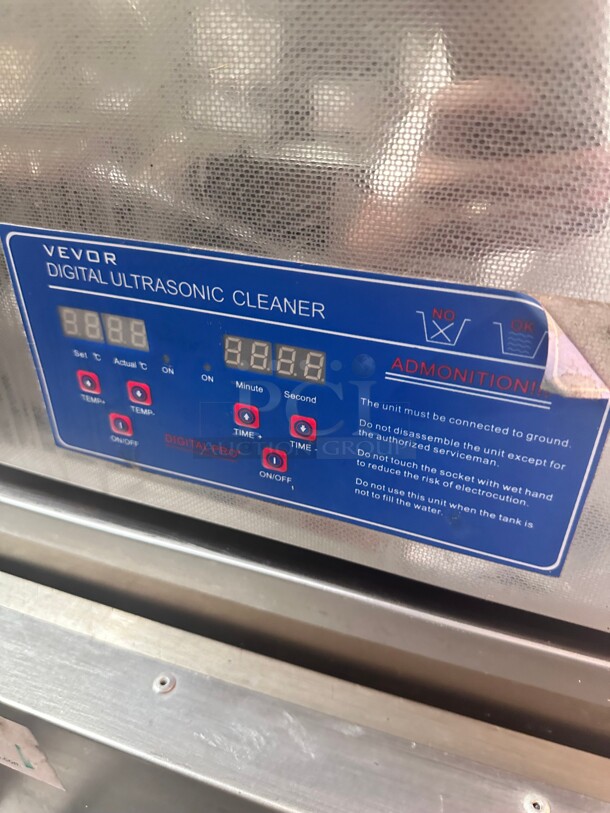 VEVOR
DIGITAL ULTRASONIC CLEANER
NO
OK
ADMONITION!!
Set °C
Actual °C
ON
ON
Minute
Second
TEMP+
TEMP-
TIME +
TIME
ON/OFF
ON/OFF
The unit must be connected to ground.
Do not disassemble the unit except for
the authorized serviceman.
Do not touch the socket with wet hand
to reduce the risk of electrocution.
Do not use this unit when the tank is
not to fill the water.
PCI
AUCTION GROUP